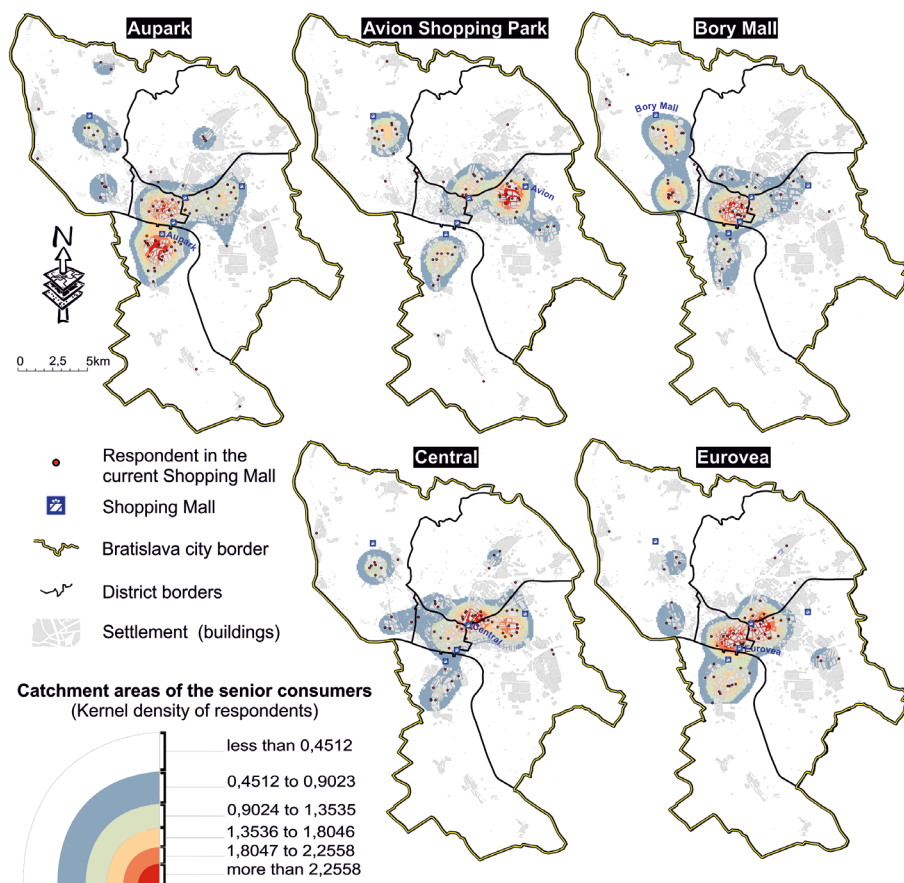 Aupark
Avion Shopping Park
Bory Mall
Bory Mall
Avion
Aupark
N
0 2,5 5km
Central
Eurovea
Respondent in the
current Shopping Mall
Shopping Mall
Bratislava city border
District borders
Settlement (buildings)
Central
Eurovea
Catchment areas of the senior consumers
(Kernel density of respondents)
less than 0,4512
0,4512 to 0,9023
0,9024 to 1,3535
1,3536 to 1,8046
1,8047 to 2,2558
more than 2,2558